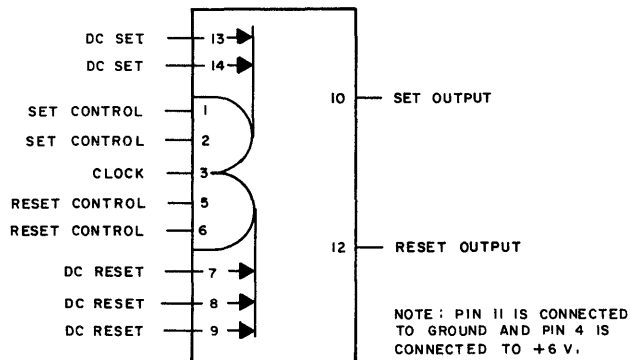 DC SET 13
DC SET 14
SET CONTROL 1
SET CONTROL 2
CLOCK 3
RESET CONTROL 5
RESET CONTROL 6
DC RESET 7
DC RESET 8
DC RESET 9
10 SET OUTPUT
12 RESET OUTPUT
NOTE: PIN 11 IS CONNECTED
TO GROUND AND PIN 4 IS
CONNECTED TO +6 V.